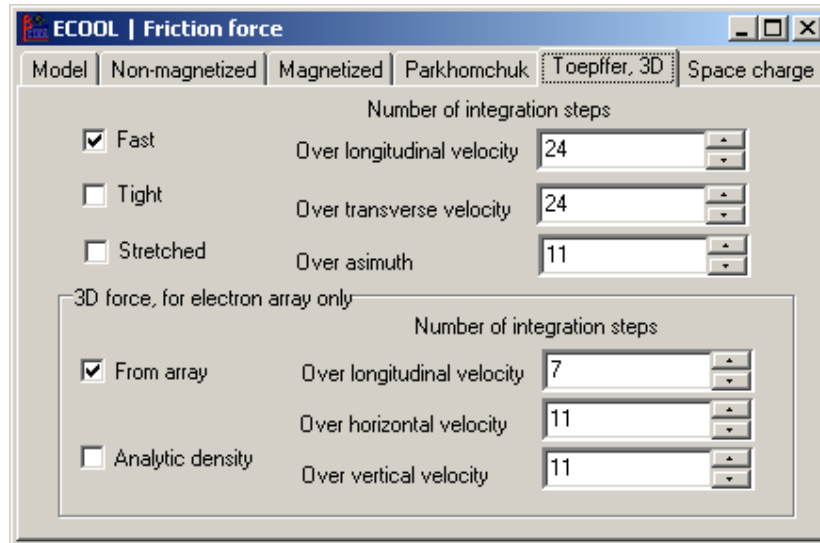 ECOOL | Friction force
Model Non-magnetized Magnetized Parkhomchuk Toepffer, 3D Space charge
Number of integration steps
Fast Over longitudinal velocity 24
Tight Over transverse velocity 24
Stretched Over asimuth 11
3D force, for electron array only
Number of integration steps
From array Over longitudinal velocity 7
Over horizontal velocity 11
Analytic density Over vertical velocity 11